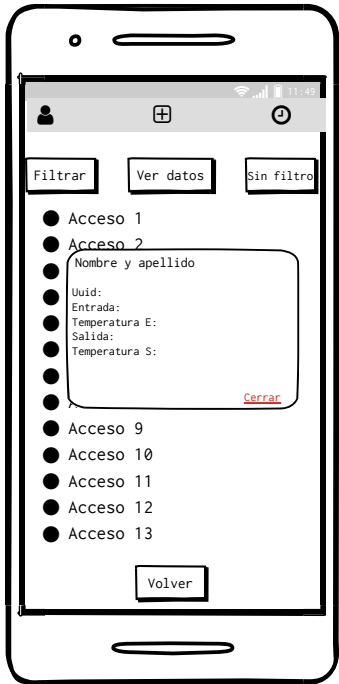 11:49
Filtrar
Ver datos
Sin filtro
Acceso 1
Acceso 2
Nombre y apellido
Uuid:
Entrada:
Temperatura E:
Salida:
Temperatura S:
Cerrar
Acceso 9
Acceso 10
Acceso 11
Acceso 12
Acceso 13
Volver